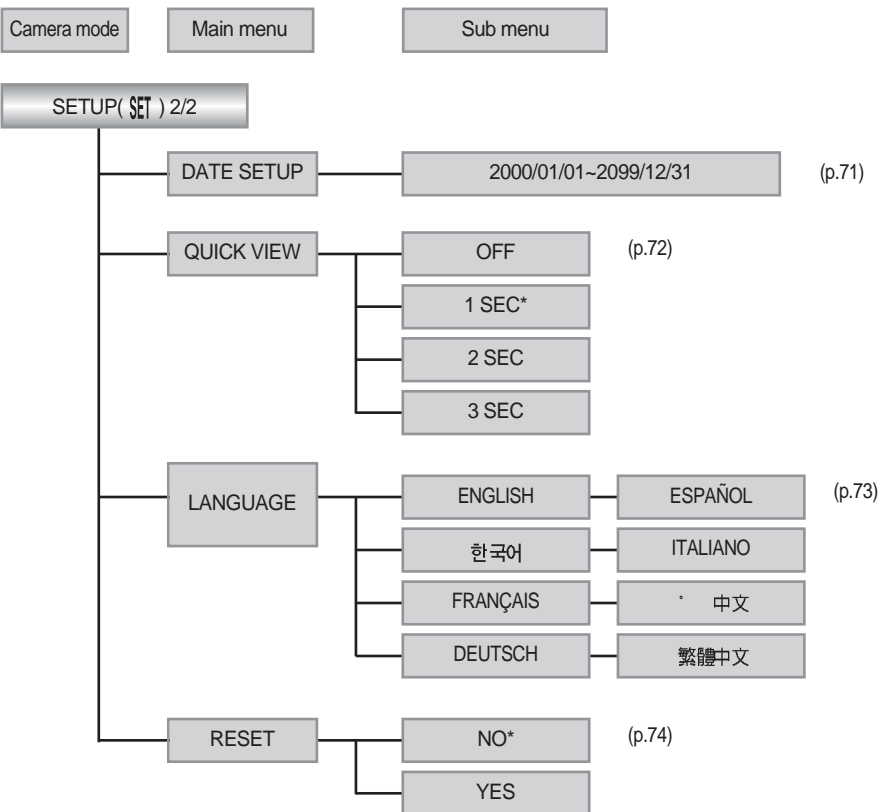 Camera mode
Main menu
Sub menu
SETUP( SET ) 2/2
DATE SETUP
2000/01/01~2099/12/31
(p.71)
QUICK VIEW
OFF
(p.72)
1 SEC*
2 SEC
3 SEC
LANGUAGE
ENGLISH
ESPAÑOL
(p.73)
한국어
ITALIANO
FRANÇAIS
中文
DEUTSCH
繁體中文
RESET
NO*
(p.74)
YES